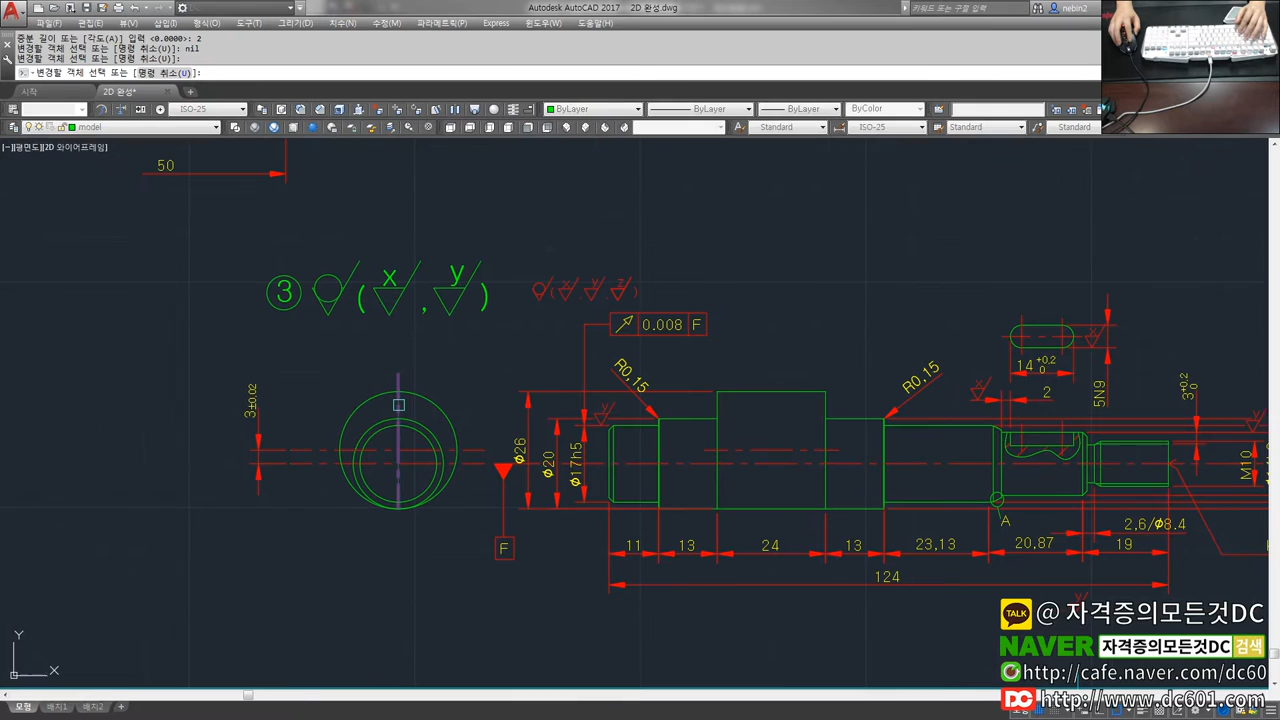 Autodesk AutoCAD 2017 2D 완성.dwg
키워드 또는 구절 입력
nebin2
파일(F) 편집(E) 뷰(V) 삽입(I) 형식(O) 도구(T) 그리기(D) 치수(N) 수정(M) 파라메트릭(P) Express 윈도우(W) 도움말(H)
증분 길이 또는 [각도(A)] 입력 <0.0000>: 2
변경할 객체 선택 또는 [명령 취소(U)]: nil
변경할 객체 선택 또는 [명령 취소(U)]:
변경할 객체 선택 또는 [명령 취소(U)]:
시작 2D 완성*
ISO-25 ByLayer ByLayer ByLayer ByColor
model Standard ISO-25 Standard Standard
[−][평면도][2D 와이어프레임]
50
③ ( x , y )
0.008 F
R0,15
R0,15
14 +0,2 0
2
5N9
3 +0,2 0
3±0,02
ϕ26
ϕ20
ϕ17h5
M10
F
A
2,6/ϕ8.4
11 13 24 13 23,13 20,87 19
124
Y
X
TALK @ 자격증의모든것DC
NAVER 자격증의모든것DC 검색
http://cafe.naver.com/dc60
DC http://www.dc601.com
모형 배치1 배치2 +